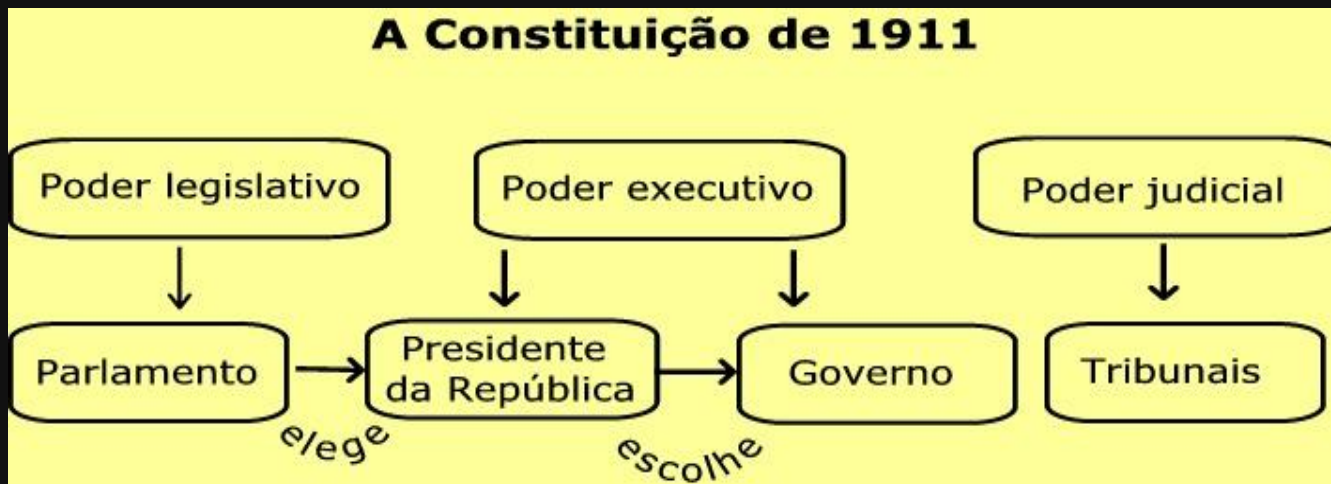 A Constituição de 1911
Poder legislativo
Poder executivo
Poder judicial
Parlamento
Presidente
da República
Governo
Tribunais
elege
escolhe